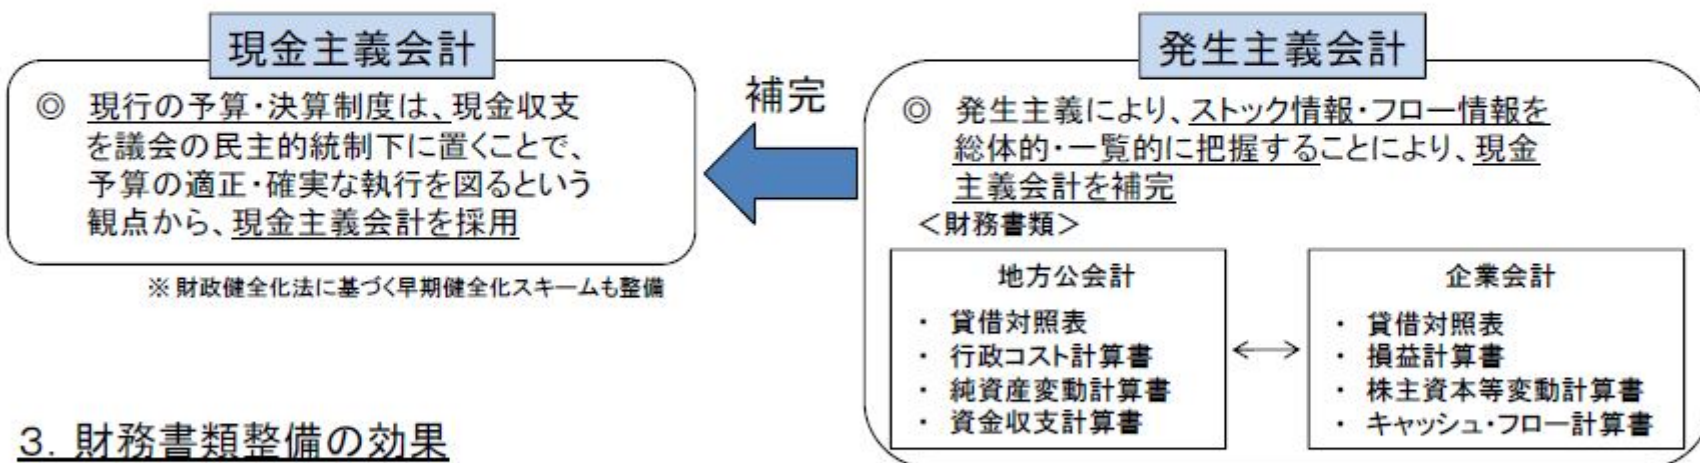 現金主義会計
◎ 現行の予算・決算制度は、現金収支
を議会の民主的統制下に置くことで、
予算の適正・確実な執行を図るという
観点から、現金主義会計を採用
※ 財政健全化法に基づく早期健全化スキームも整備
補完
発生主義会計
◎ 発生主義により、ストック情報・フロー情報を
総体的・一覧的に把握することにより、現金
主義会計を補完
＜財務書類＞
地方公会計
・ 貸借対照表
・ 行政コスト計算書
・ 純資産変動計算書
・ 資金収支計算書
企業会計
・ 貸借対照表
・ 損益計算書
・ 株主資本等変動計算書
・ キャッシュ・フロー計算書
３．財務書類整備の効果